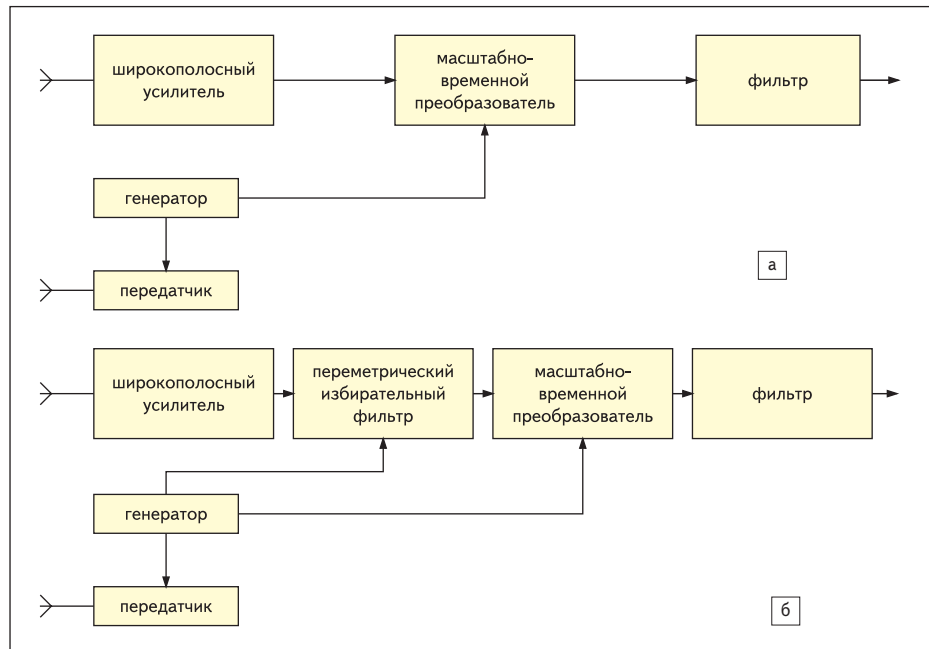 широкополосный
усилитель
масштабно-
временной
преобразователь
фильтр
генератор
передатчик
а
широкополосный
усилитель
переметрический
избирательный
фильтр
масштабно-
временной
преобразователь
фильтр
генератор
передатчик
б